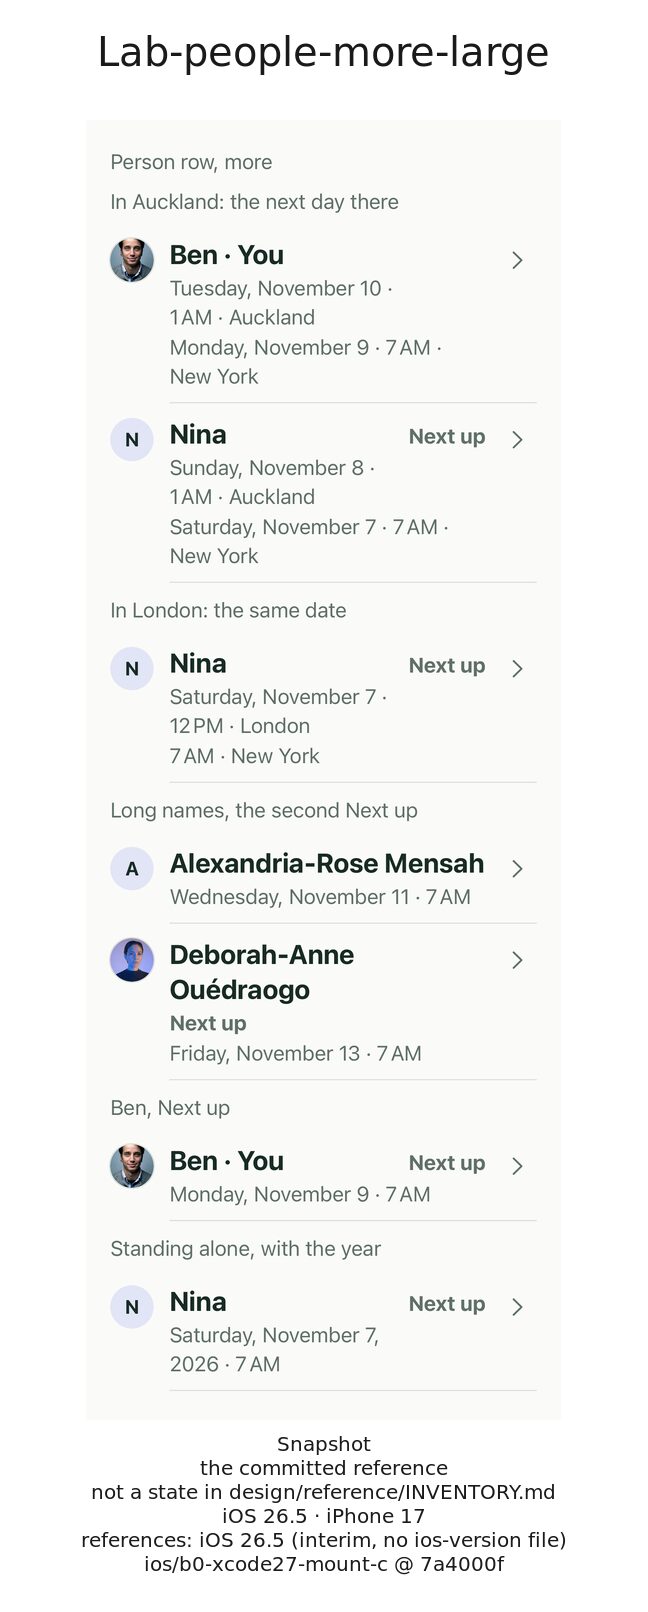 Lab-people-more-large
Person row, more
In Auckland: the next day there
Ben · You
Tuesday, November 10 ·
1 AM · Auckland
Monday, November 9 · 7 AM ·
New York
N
Nina
Next up
Sunday, November 8 ·
1 AM · Auckland
Saturday, November 7 · 7 AM ·
New York
In London: the same date
N
Nina
Next up
Saturday, November 7 ·
12 PM · London
7 AM · New York
Long names, the second Next up
A
Alexandria-Rose Mensah
Wednesday, November 11 · 7 AM
Deborah-Anne
Ouédraogo
Next up
Friday, November 13 · 7 AM
Ben, Next up
Ben · You
Next up
Monday, November 9 · 7 AM
Standing alone, with the year
N
Nina
Next up
Saturday, November 7,
2026 · 7 AM
Snapshot
the committed reference
not a state in design/reference/INVENTORY.md
iOS 26.5 · iPhone 17
references: iOS 26.5 (interim, no ios-version file)
ios/b0-xcode27-mount-c @ 7a4000f